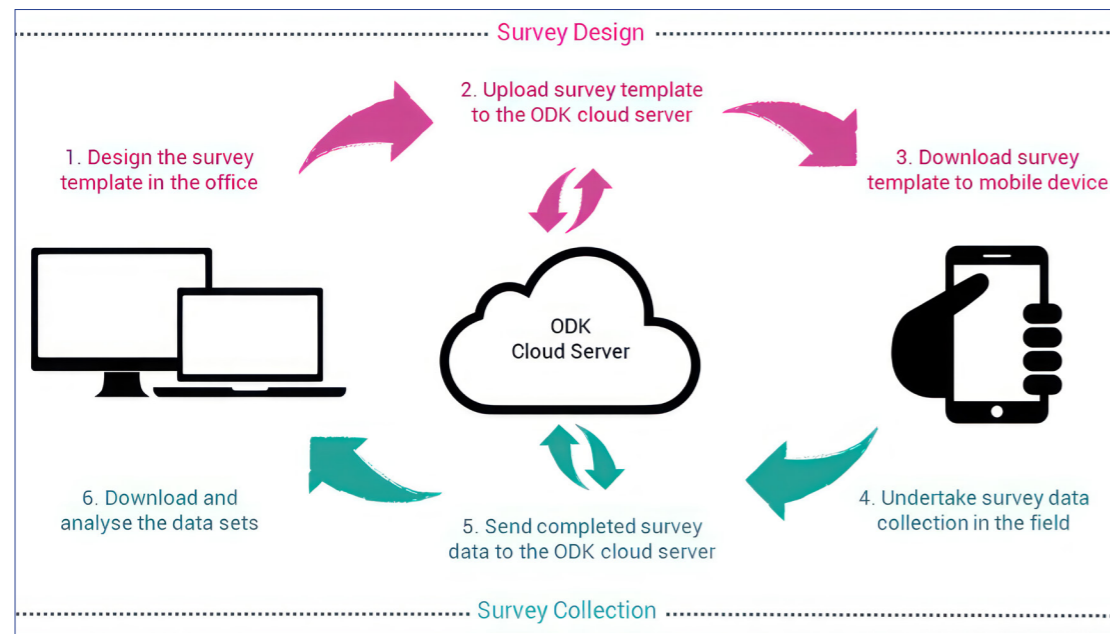 Survey Design
1. Design the survey
template in the office
2. Upload survey template
to the ODK cloud server
3. Download survey
template to mobile device
ODK
Cloud Server
4. Undertake survey data
collection in the field
5. Send completed survey
data to the ODK cloud server
6. Download and
analyse the data sets
Survey Collection